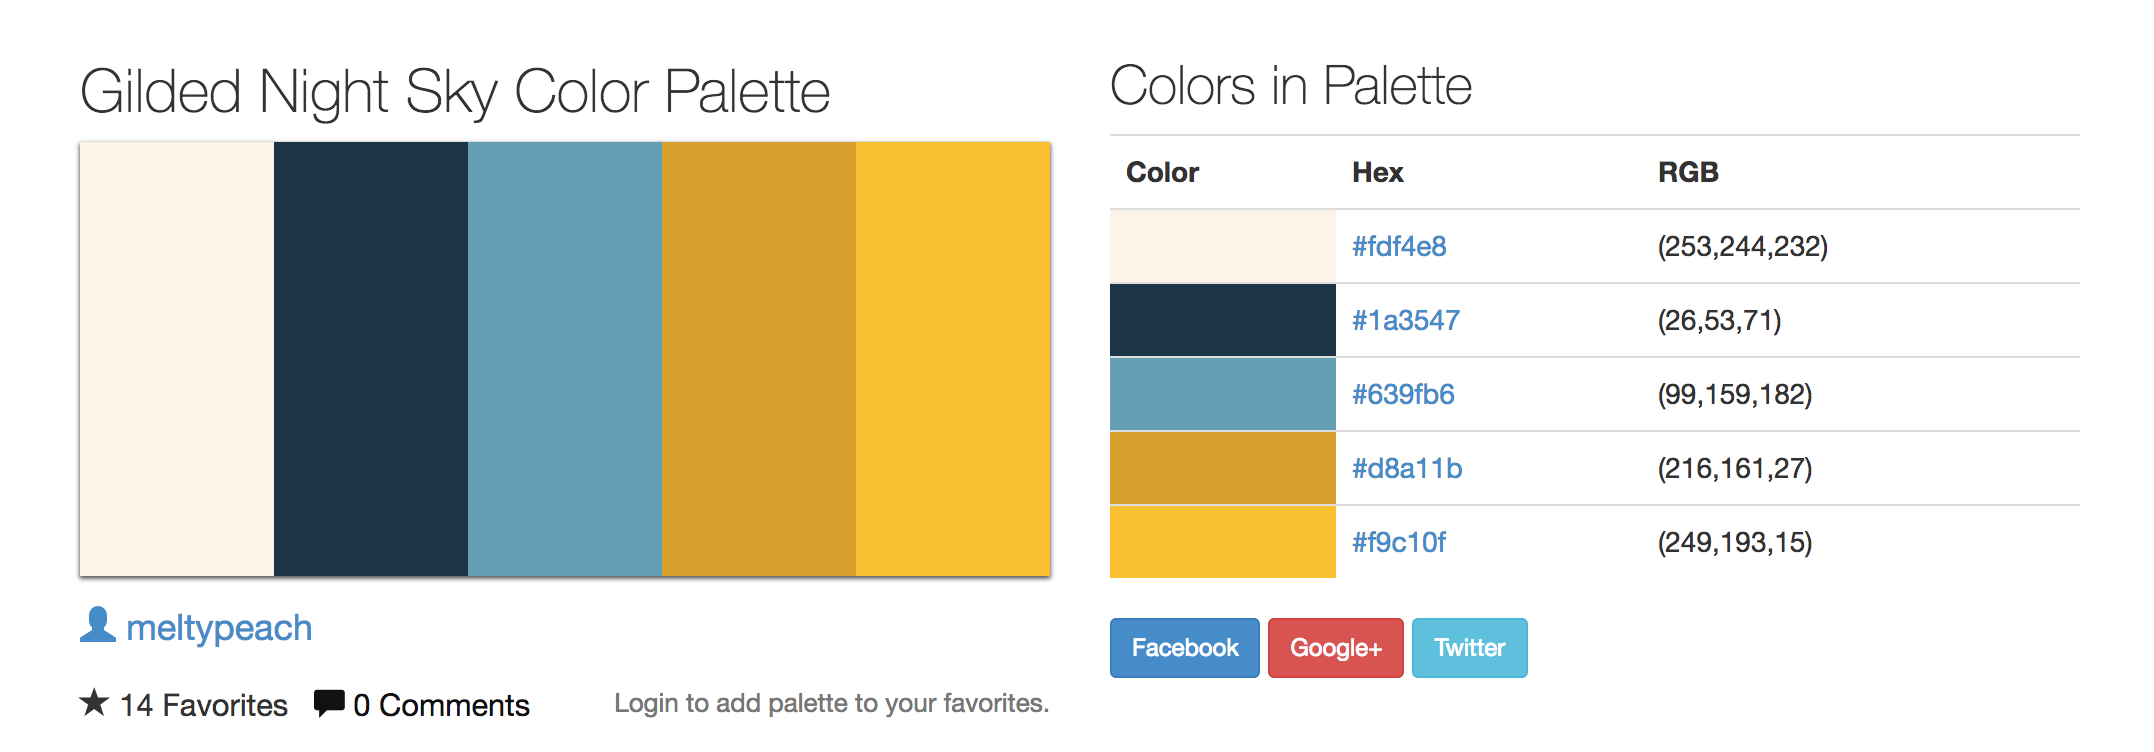 Gilded Night Sky Color Palette
meltypeach
14 Favorites 0 Comments Login to add palette to your favorites.
Colors in Palette
Color Hex RGB
#fdf4e8 (253,244,232)
#1a3547 (26,53,71)
#639fb6 (99,159,182)
#d8a11b (216,161,27)
#f9c10f (249,193,15)
Facebook Google+ Twitter